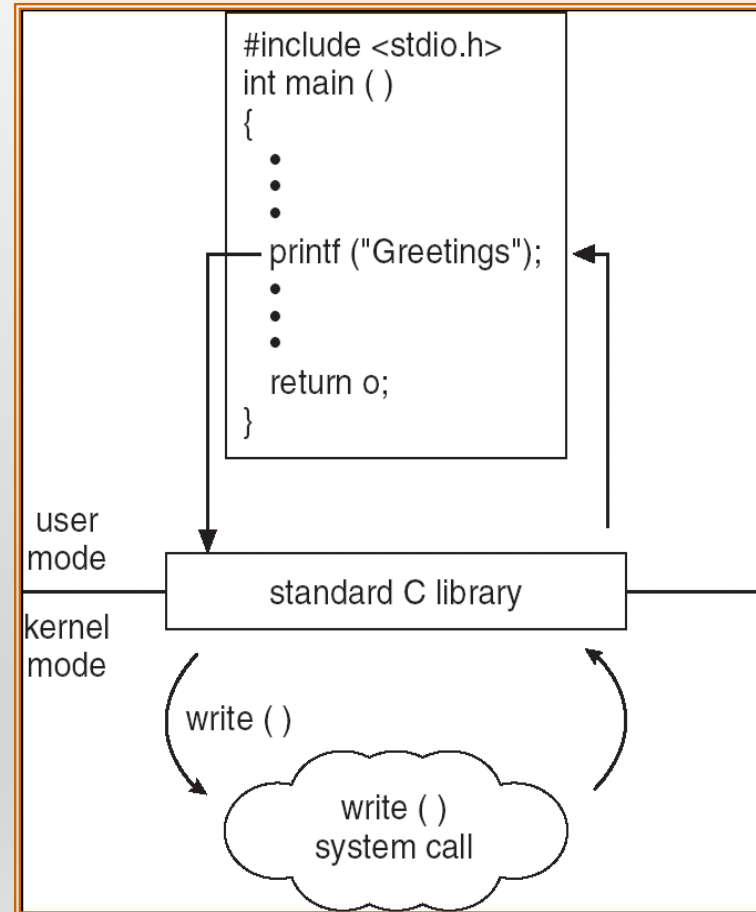 #include <stdio.h>
int main ( )
{
•
•
•
printf ("Greetings");
•
•
•
return o;
}
user
mode
standard C library
kernel
mode
write ( )
write ( )
system call